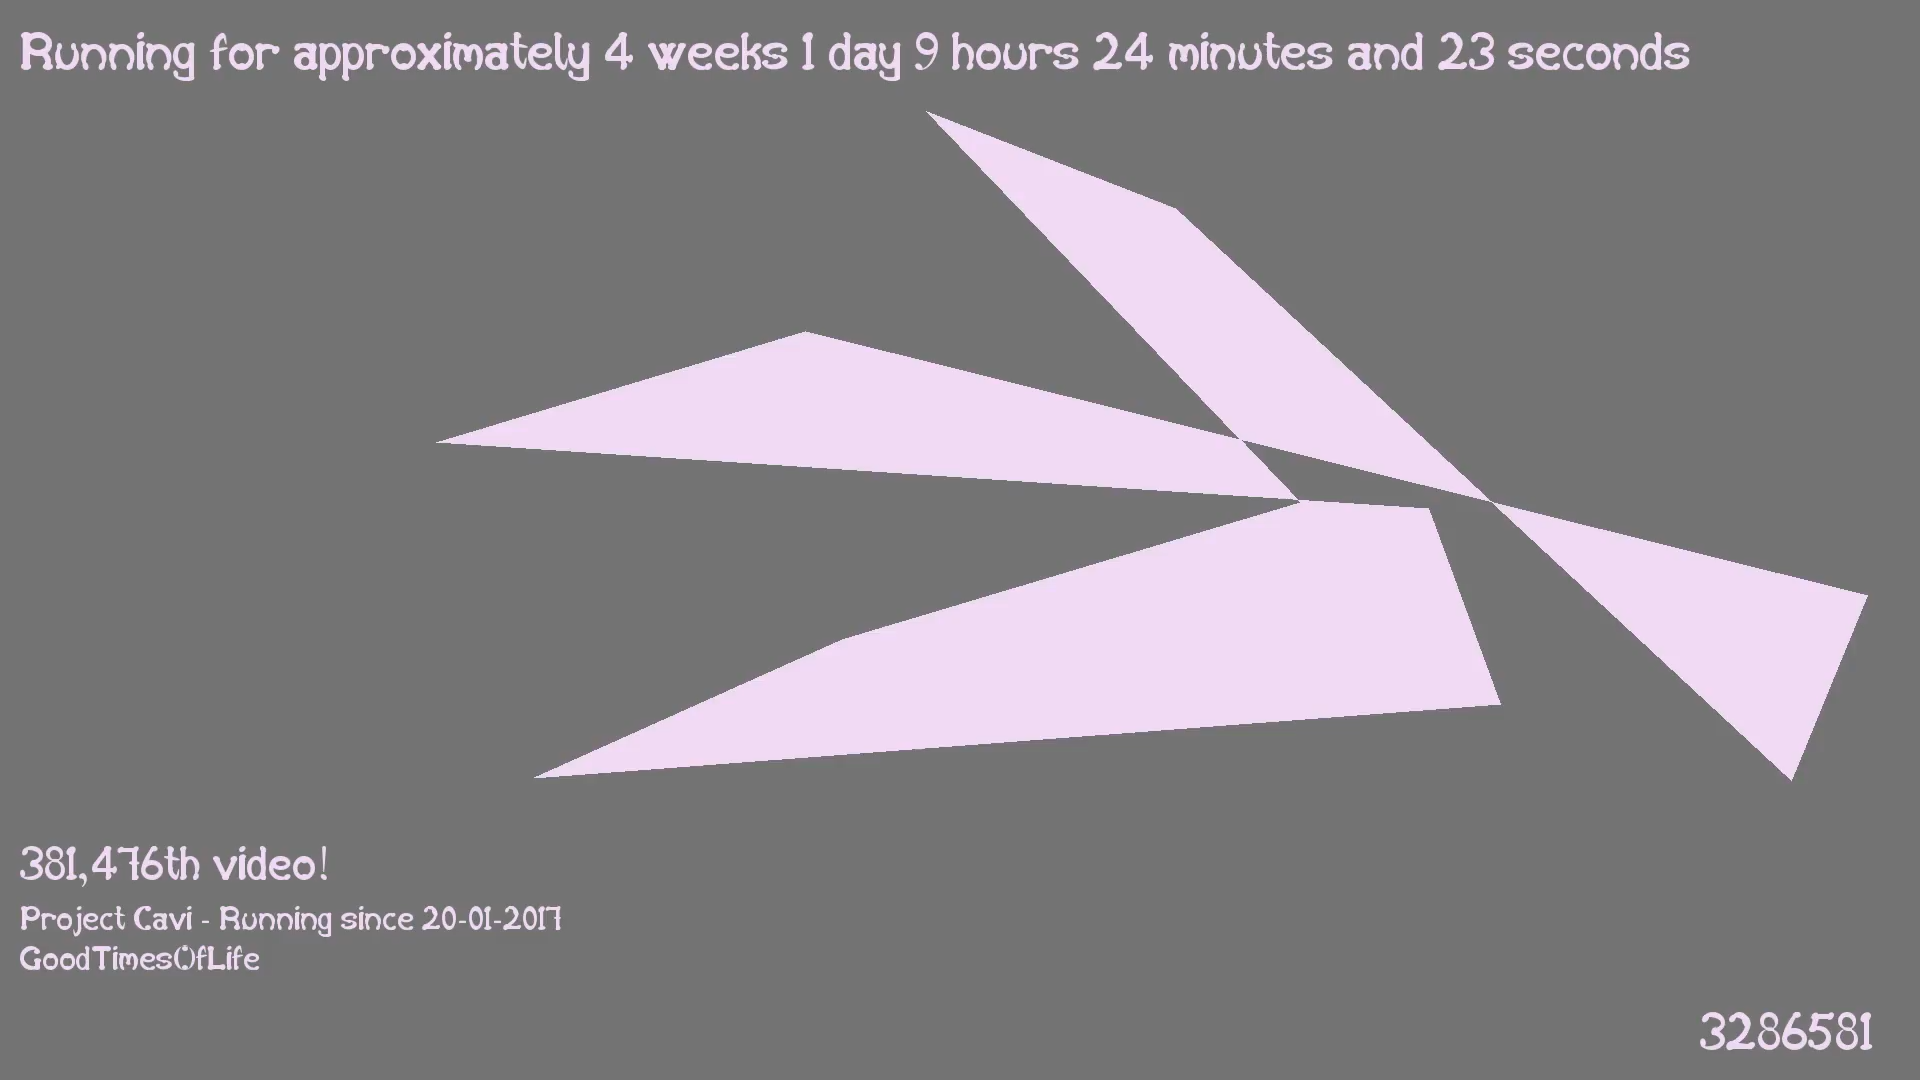 Running for approximately 4 weeks 1 day 9 hours 24 minutes and 23 seconds
381,476th video!
Project Cavi - Running since 20-01-2017
GoodTimesOfLife
3286581